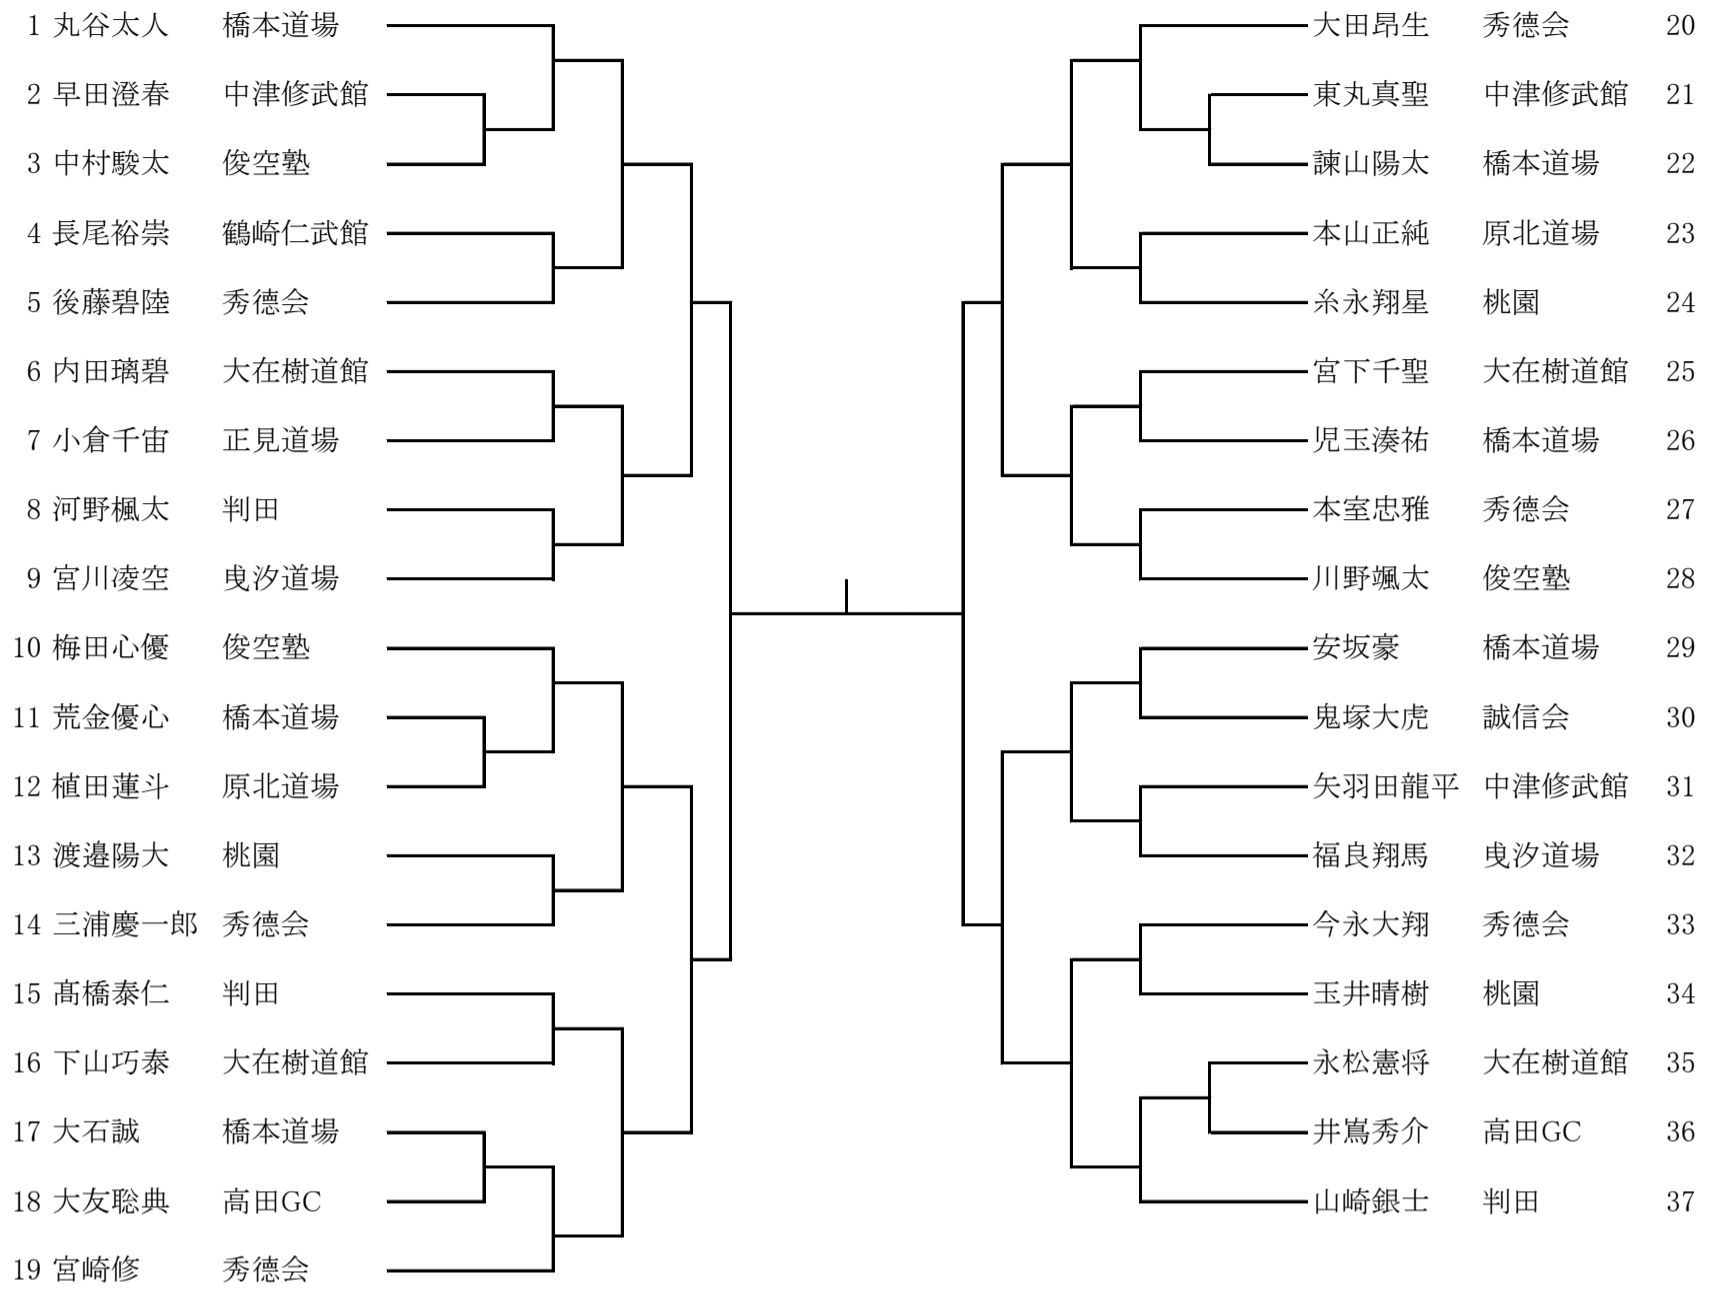 1 丸谷太人 橋本道場
2 早田澄春 中津修武館
3 中村駿太 俊空塾
4 長尾裕崇 鶴崎仁武館
5 後藤碧陸 秀德会
6 内田璃碧 大在樹道館
7 小倉千宙 正見道場
8 河野楓太 判田
9 宮川凌空 曵汐道場
10 梅田心優 俊空塾
11 荒金優心 橋本道場
12 植田蓮斗 原北道場
13 渡邉陽大 桃園
14 三浦慶一郎 秀德会
15 髙橋泰仁 判田
16 下山巧泰 大在樹道館
17 大石誠 橋本道場
18 大友聡典 高田GC
19 宮崎修 秀德会
大田昂生 秀德会 20
東丸真聖 中津修武館 21
諫山陽太 橋本道場 22
本山正純 原北道場 23
糸永翔星 桃園 24
宮下千聖 大在樹道館 25
児玉湊祐 橋本道場 26
本室忠雅 秀德会 27
川野颯太 俊空塾 28
安坂豪 橋本道場 29
鬼塚大虎 誠信会 30
矢羽田龍平 中津修武館 31
福良翔馬 曵汐道場 32
今永大翔 秀德会 33
玉井晴樹 桃園 34
永松憲将 大在樹道館 35
井嶌秀介 高田GC 36
山崎銀士 判田 37